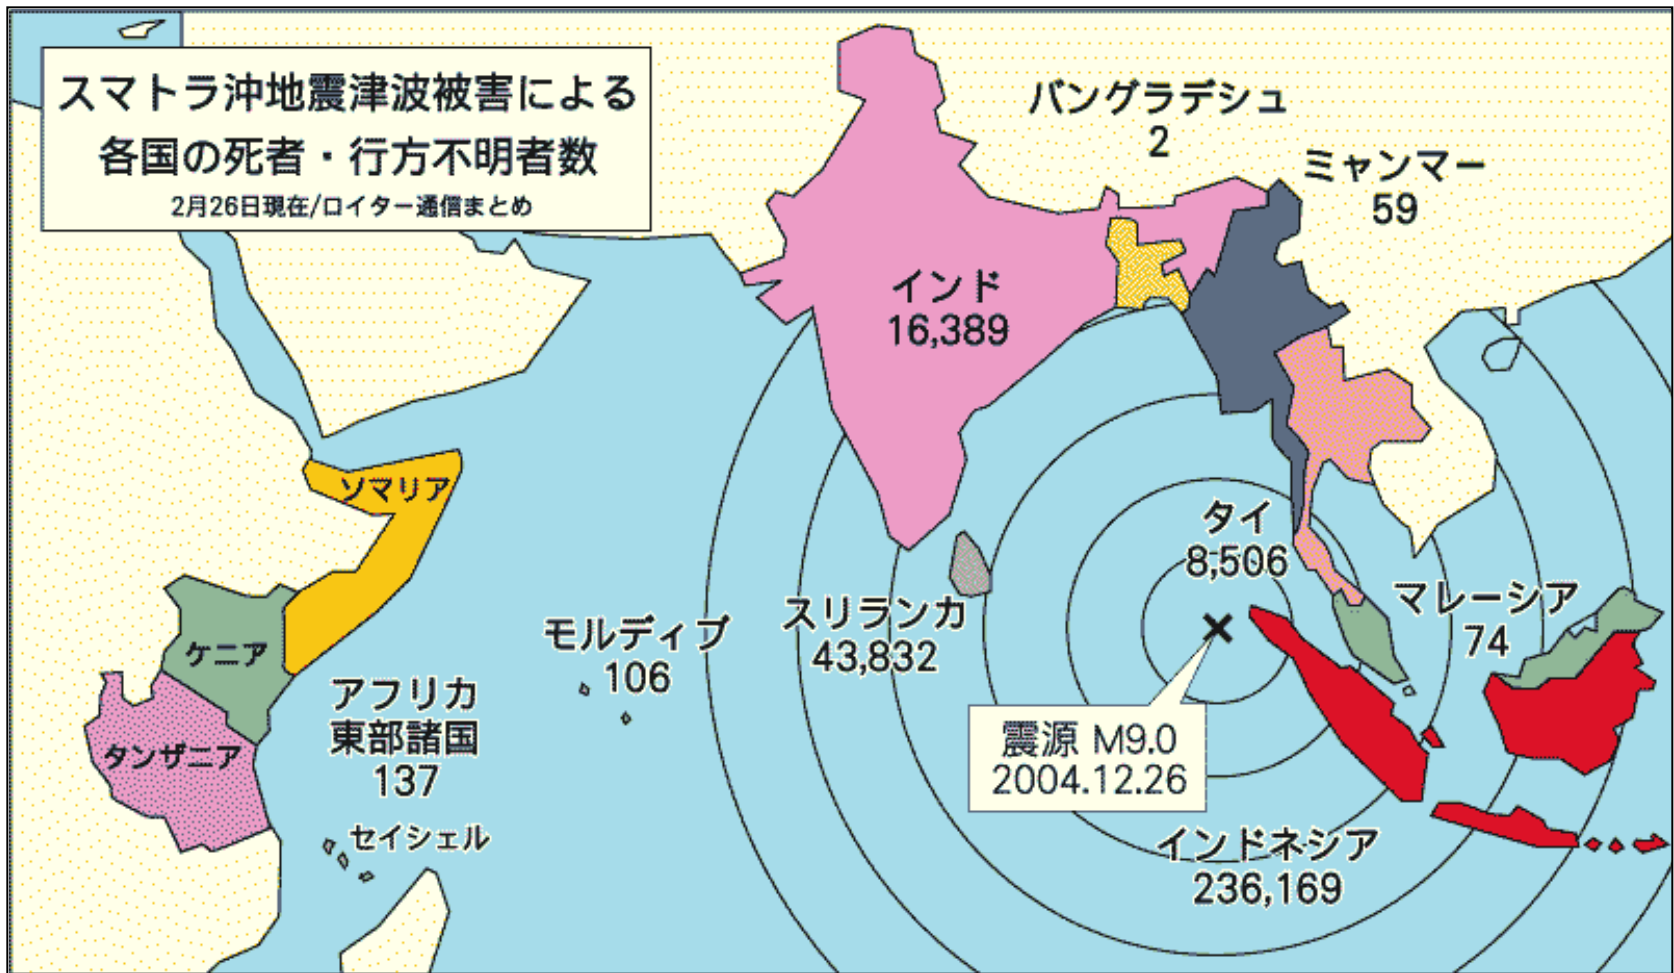 スマトラ沖地震津波被害による
各国の死者・行方不明者数
2月26日現在/ロイター通信まとめ
バングラデシュ
2
ミャンマー
59
インド
16,389
ソマリア
タイ
8,506
マレーシア
74
スリランカ
43,832
モルディブ
106
ケニア
アフリカ
東部諸国
137
タンザニア
震源 M9.0
2004.12.26
セイシェル
インドネシア
236,169